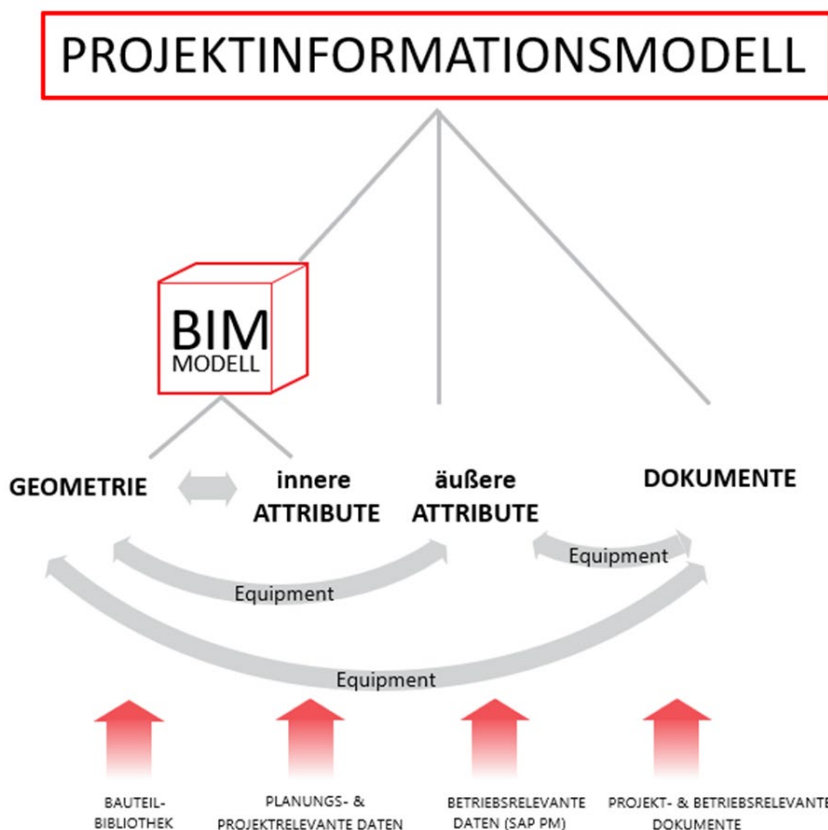 PROJEKTINFORMATIONSMODELL
BIM
MODELL
GEOMETRIE
innere
ATTRIBUTE
äußere
ATTRIBUTE
DOKUMENTE
Equipment
Equipment
Equipment
BAUTEIL-
BIBLIOTHEK
PLANUNGS- &
PROJEKTRELEVANTE DATEN
BETRIEBSRELEVANTE
DATEN (SAP PM)
PROJEKT- & BETRIEBSRELEVANTE
DOKUMENTE